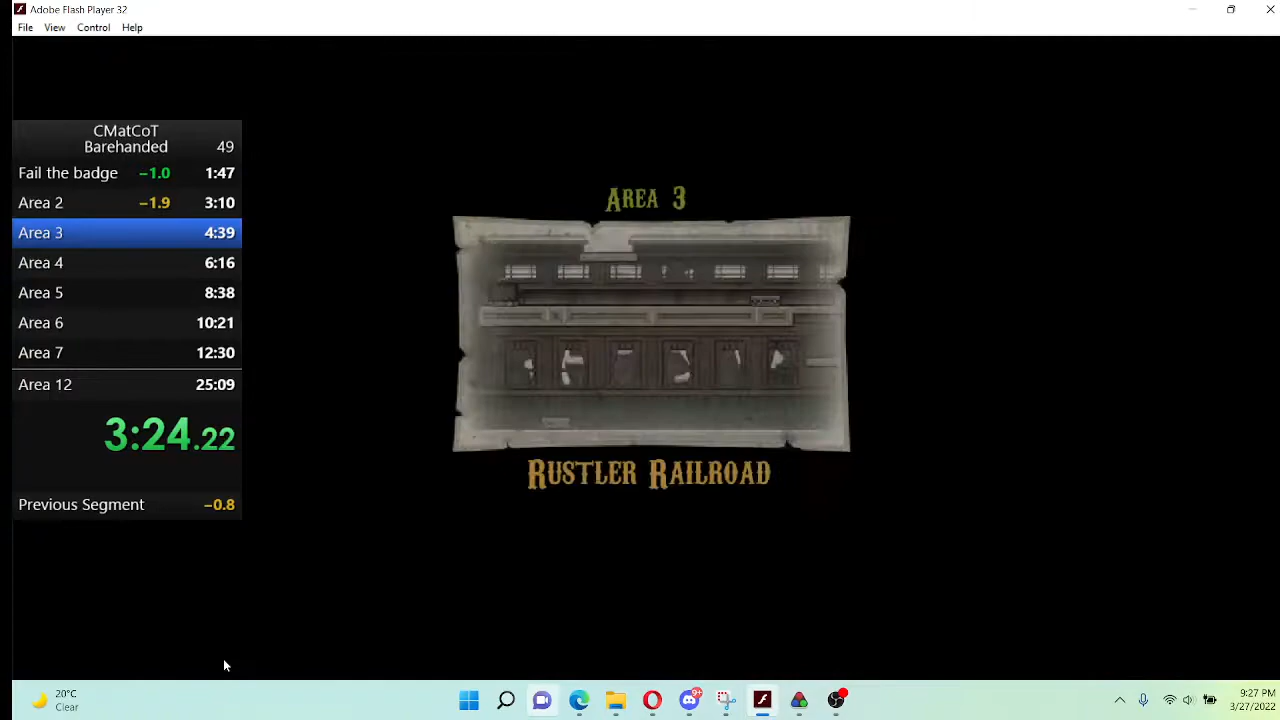 Adobe Flash Player 32
File View Control Help
CMatCoT
Barehanded 49
Fail the badge −1.0 1:47
Area 2 −1.9 3:10
Area 3 4:39
Area 4 6:16
Area 5 8:38
Area 6 10:21
Area 7 12:30
Area 12 25:09
3:24.22
Previous Segment −0.8
Area 3
Rustler Railroad
20°C
Clear
9+
9:27 PM
3/27/2022